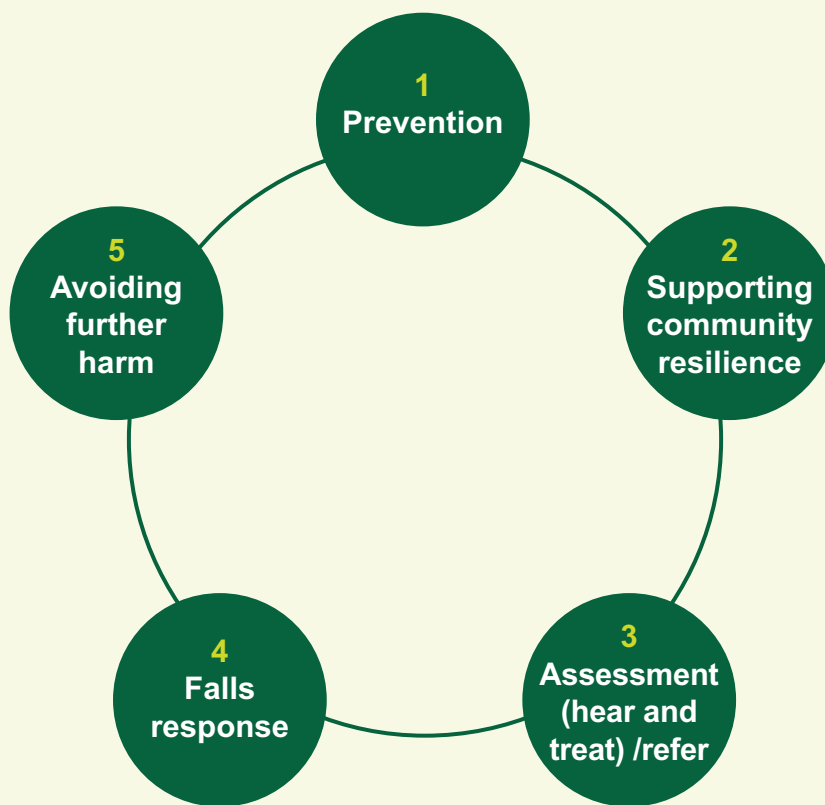 1
Prevention
2
Supporting
community
resilience
3
Assessment
(hear and
treat) /refer
4
Falls
response
5
Avoiding
further
harm